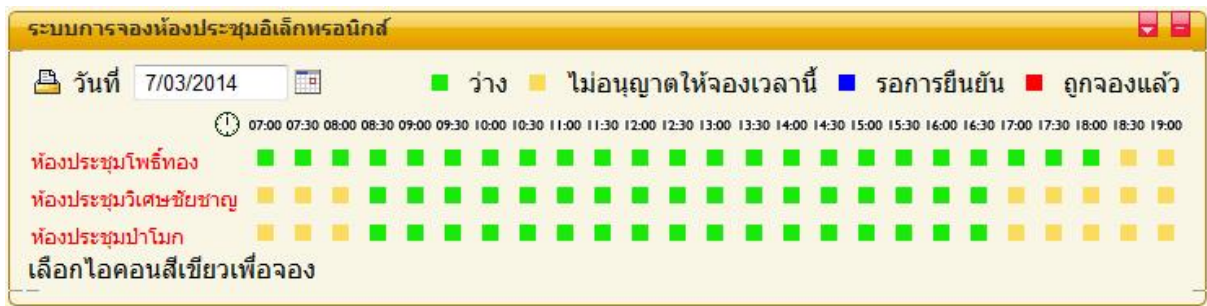 ระบบการจองห้องประชุมอิเล็กทรอนิกส์
วันที่ 7/03/2014 ว่าง ไม่อนุญาตให้จองเวลานี้ รอการยืนยัน ถูกจองแล้ว
07:00 07:30 08:00 08:30 09:00 09:30 10:00 10:30 11:00 11:30 12:00 12:30 13:00 13:30 14:00 14:30 15:00 15:30 16:00 16:30 17:00 17:30 18:00 18:30 19:00
ห้องประชุมโพธิ์ทอง
ห้องประชุมวิเศษชัยชาญ
ห้องประชุมป่าโมก
เลือกไอคอนสีเขียวเพื่อจอง